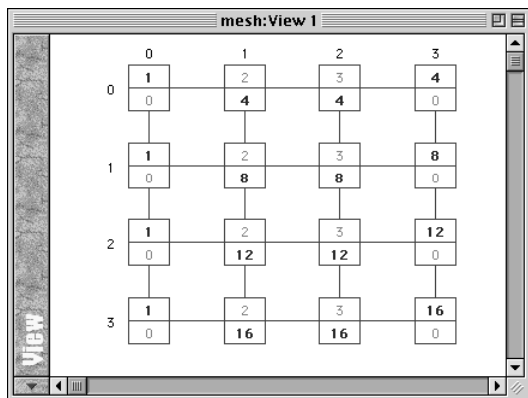 mesh:View 1
0 1 2 3
1 2 3 4
0
0 4 4 0
1 2 3 8
1
0 8 8 0
1 2 3 12
2
0 12 12 0
1 2 3 16
3
0 16 16 0
View